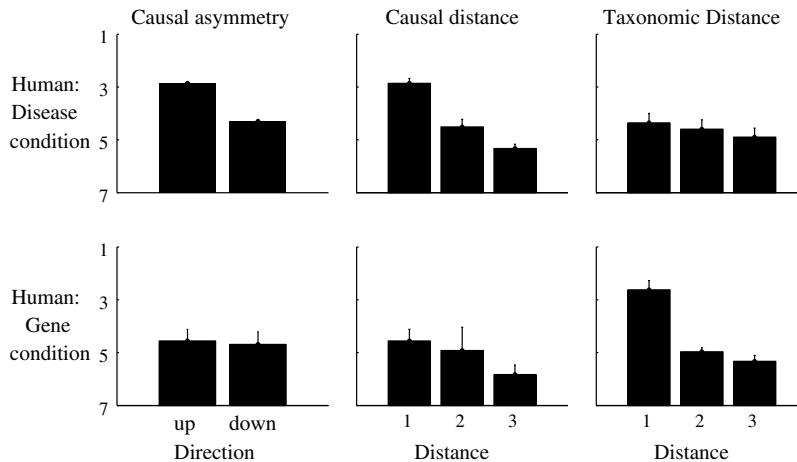 Causal asymmetry Causal distance Taxonomic Distance
1
Human: 3
Disease
condition 5
7
1
Human: 3
Gene
condition 5
7
up down 1 2 3 1 2 3
Direction Distance Distance